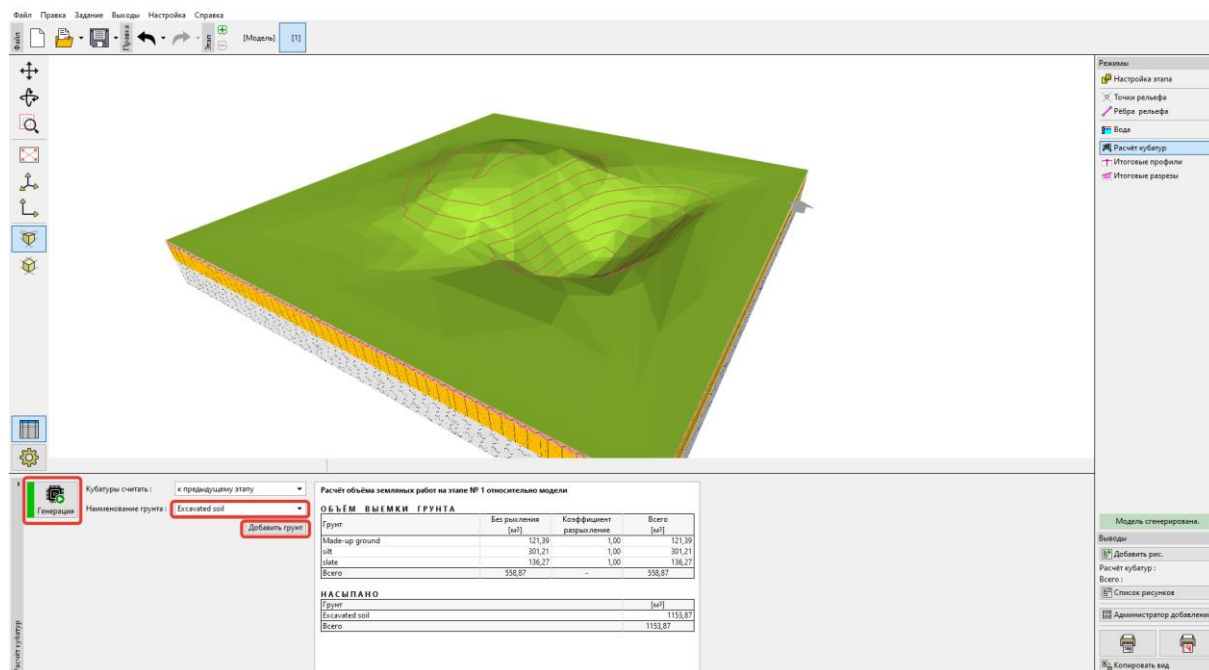 Файл Правка Задание Выходы Настройка Справка
Файл
Правка
Этап
[Модель] [1]
Режимы
Настройка этапа
Точки рельефа
Рёбра рельефа
Вода
Расчёт кубатур
Итоговые профили
Итоговые разрезы
Генерация
Кубатуры считать : к предыдущему этапу
Наименование грунта : Excavated soil
Добавить грунт
Расчёт кубатур
Расчёт объёма земляных работ на этапе № 1 относительно модели
ОБЪЁМ ВЫЕМКИ ГРУНТА
Грунт Без рыхления [м³] Коэффициент разрыхление Всего [м³]
Made-up ground 121,39 1,00 121,39
silt 301,21 1,00 301,21
slate 136,27 1,00 136,27
Всего 558,87 - 558,87
НАСЫПАНО
Грунт [м³]
Excavated soil 1153,87
Всего 1153,87
Модель сгенерирована.
Выводы
Добавить рис.
Расчёт кубатур :
Всего :
Список рисунков
Администратор добавлени
Копировать вид